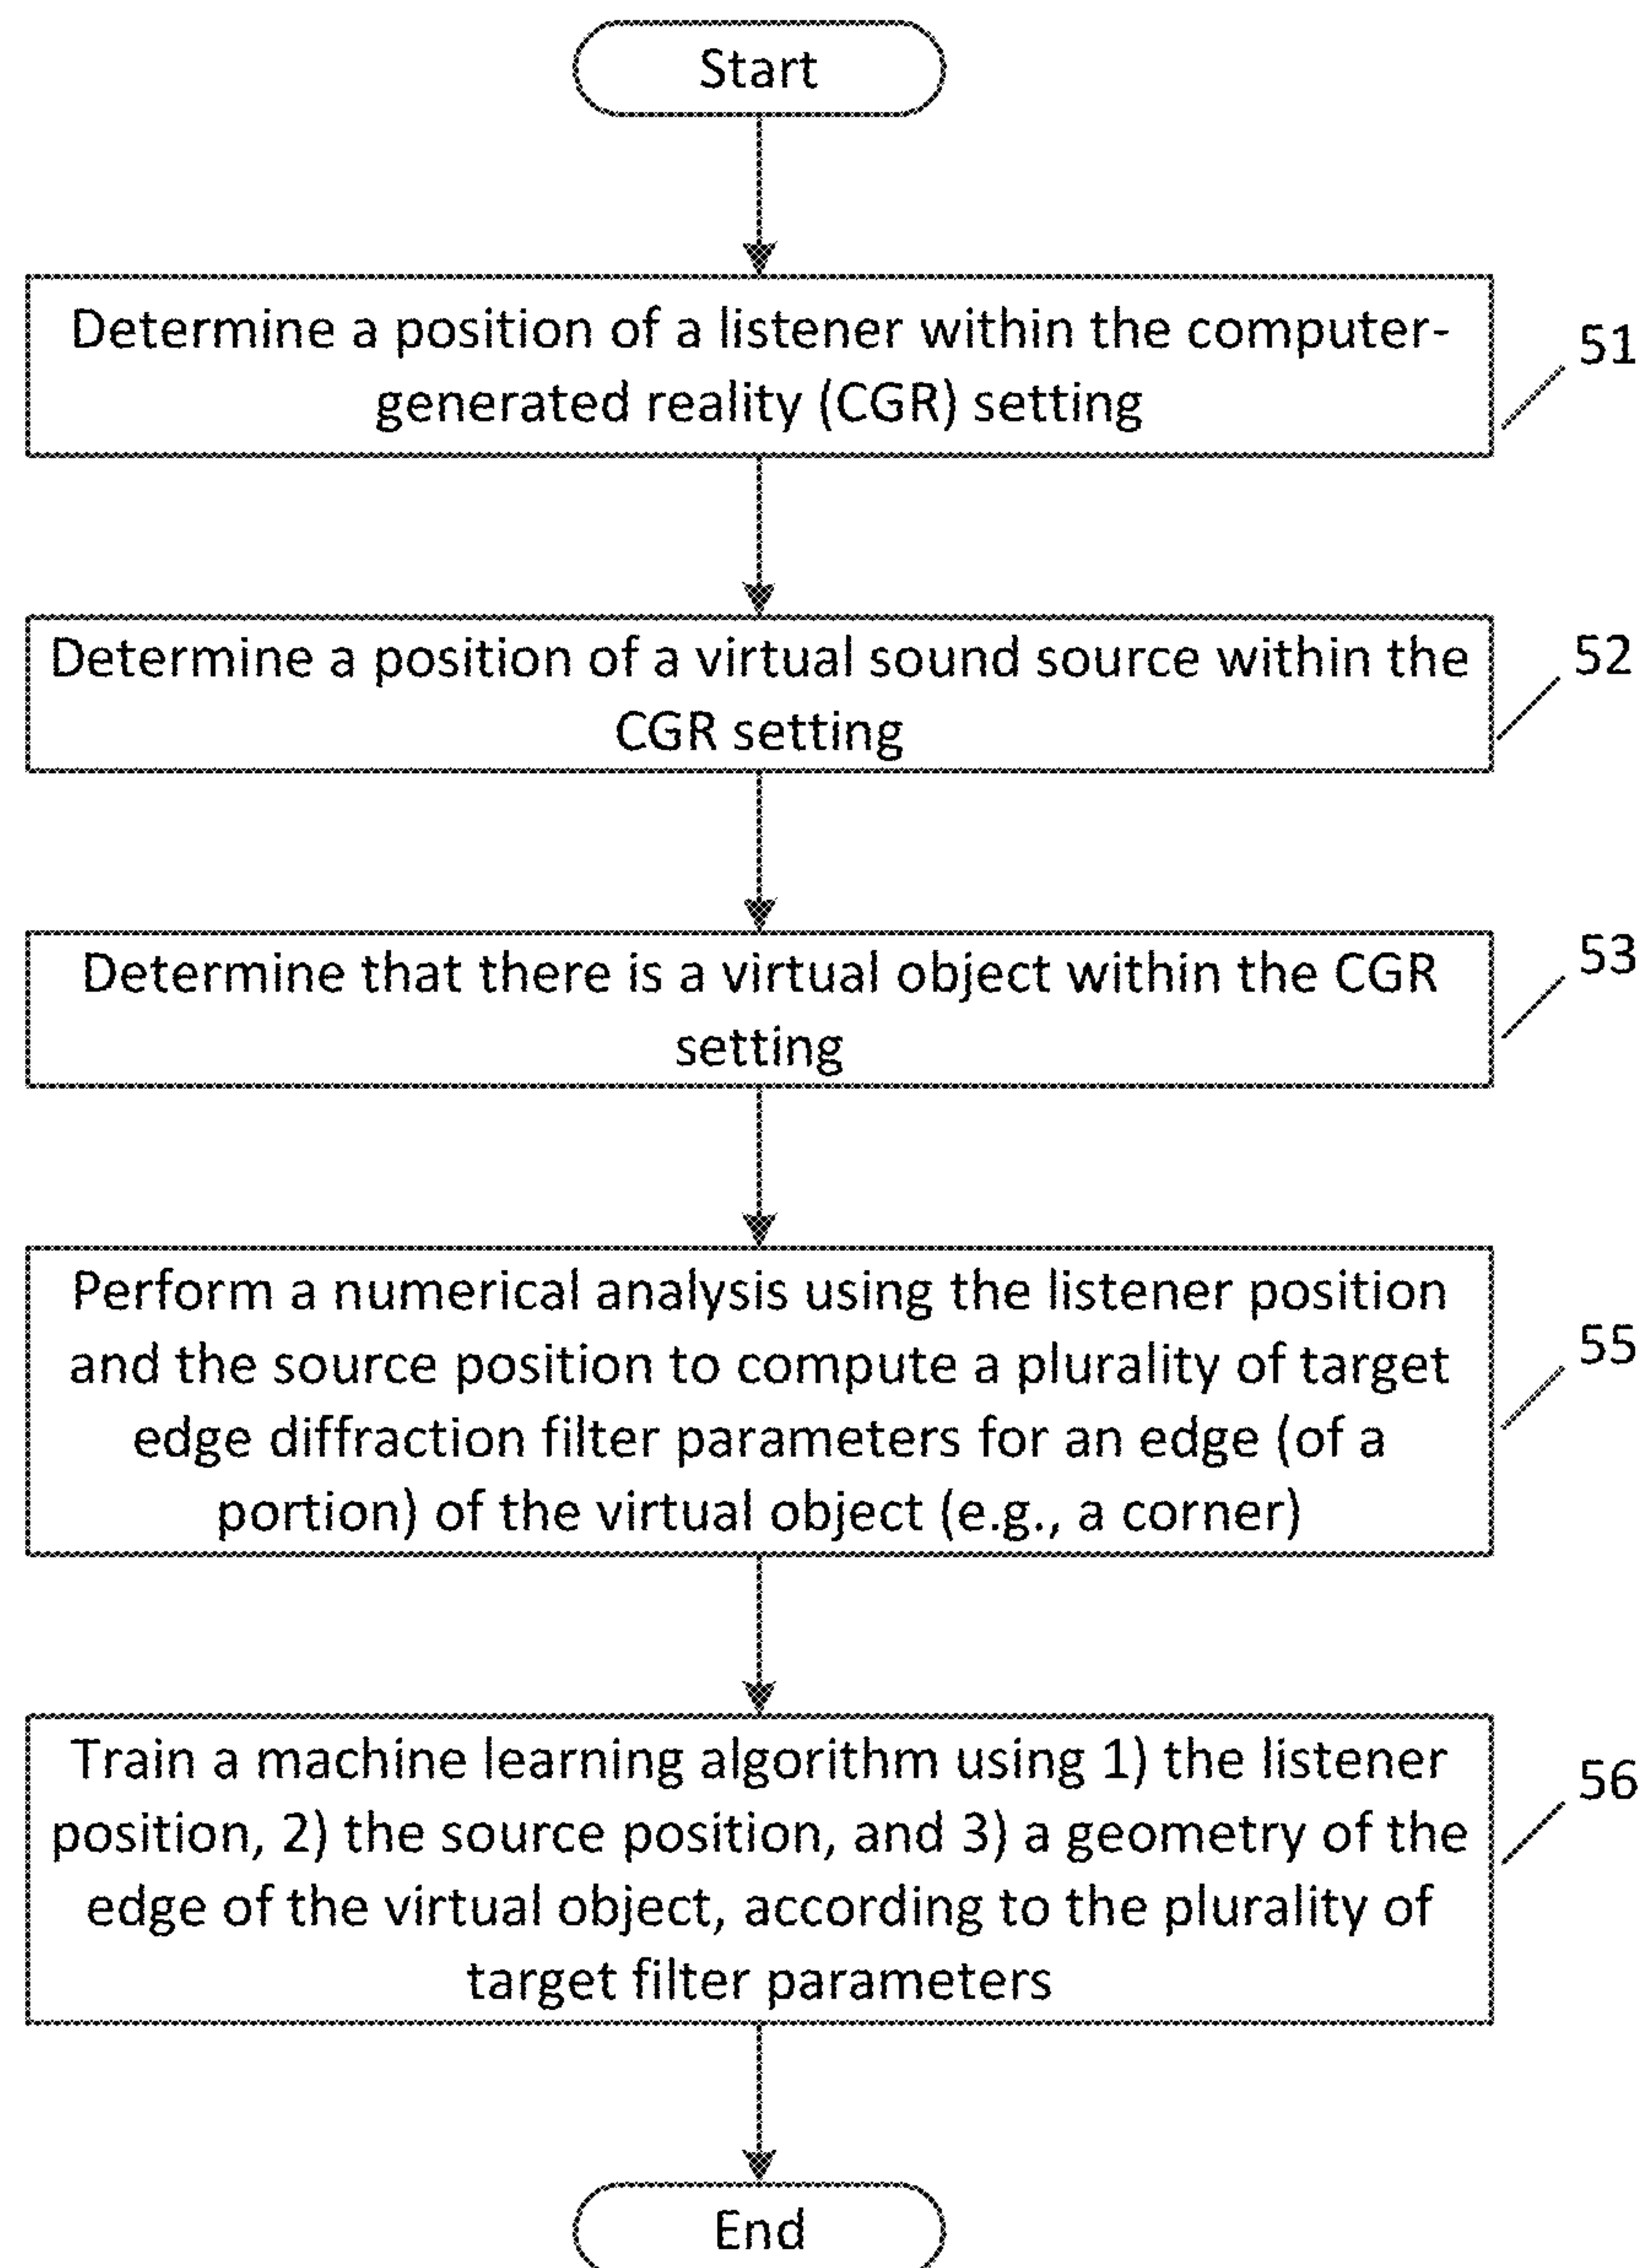 Start
Determine a position of a listener within the computer-
generated reality (CGR) setting
51
Determine a position of a virtual sound source within the
CGR setting
52
Determine that there is a virtual object within the CGR
setting
53
Perform a numerical analysis using the listener position
and the source position to compute a plurality of target
edge diffraction filter parameters for an edge (of a
portion) of the virtual object (e.g., a corner)
55
Train a machine learning algorithm using 1) the listener
position, 2) the source position, and 3) a geometry of the
edge of the virtual object, according to the plurality of
target filter parameters
56
End